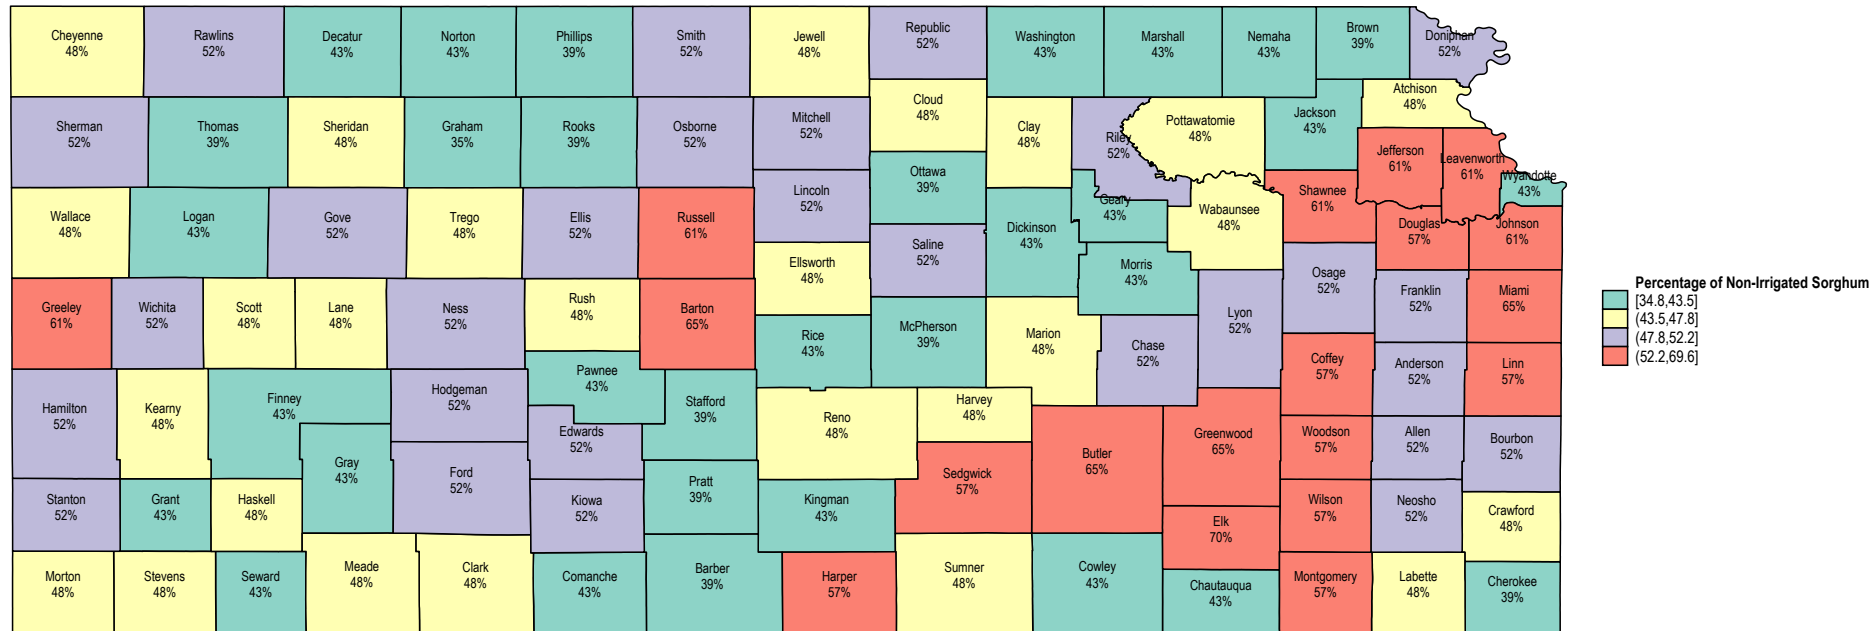 Cheyenne
48%
Rawlins
52%
Decatur
43%
Norton
43%
Phillips
39%
Smith
52%
Jewell
48%
Republic
52%
Washington
43%
Marshall
43%
Nemaha
43%
Brown
39%
Doniphan
52%
Atchison
48%
Sherman
52%
Thomas
39%
Sheridan
48%
Graham
35%
Rooks
39%
Osborne
52%
Mitchell
52%
Cloud
48%
Clay
48%
Riley
52%
Pottawatomie
48%
Jackson
43%
Jefferson
61%
Leavenworth
61%
Wyandotte
43%
Ottawa
39%
Lincoln
52%
Wallace
48%
Logan
43%
Gove
52%
Trego
48%
Ellis
52%
Russell
61%
Dickinson
43%
Geary
43%
Wabaunsee
48%
Shawnee
61%
Douglas
57%
Johnson
61%
Saline
52%
Ellsworth
48%
Morris
43%
Osage
52%
Franklin
52%
Miami
65%
Greeley
61%
Wichita
52%
Scott
48%
Lane
48%
Ness
52%
Rush
48%
Barton
65%
Rice
43%
McPherson
39%
Marion
48%
Chase
52%
Lyon
52%
Coffey
57%
Anderson
52%
Linn
57%
Hamilton
52%
Kearny
48%
Finney
43%
Hodgeman
52%
Pawnee
43%
Stafford
39%
Reno
48%
Harvey
48%
Gray
43%
Edwards
52%
Ford
52%
Sedgwick
57%
Butler
65%
Greenwood
65%
Woodson
57%
Allen
52%
Bourbon
52%
Stanton
52%
Grant
43%
Haskell
48%
Kiowa
52%
Pratt
39%
Kingman
43%
Elk
70%
Wilson
57%
Neosho
52%
Crawford
48%
Morton
48%
Stevens
48%
Seward
43%
Meade
48%
Clark
48%
Comanche
43%
Barber
39%
Harper
57%
Sumner
48%
Cowley
43%
Chautauqua
43%
Montgomery
57%
Labette
48%
Cherokee
39%
Percentage of Non-Irrigated Sorghum
[34.8,43.5]
(43.5,47.8]
(47.8,52.2]
(52.2,69.6]